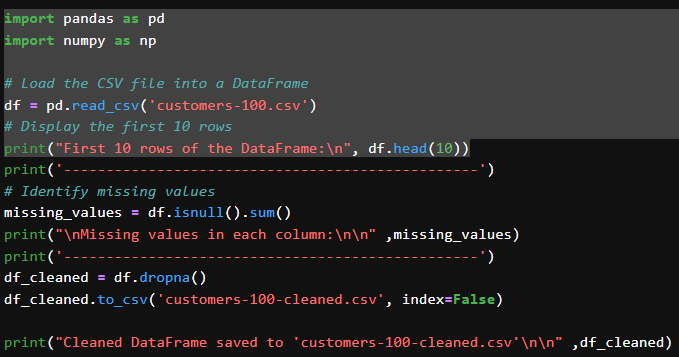 import pandas as pd
import numpy as np
# Load the CSV file into a DataFrame
df = pd.read_csv('customers-100.csv')
# Display the first 10 rows
print("First 10 rows of the DataFrame:\n", df.head(10))
print('-------------------------------------------------')
# Identify missing values
missing_values = df.isnull().sum()
print("\nMissing values in each column:\n\n" ,missing_values)
print('-------------------------------------------------')
df_cleaned = df.dropna()
df_cleaned.to_csv('customers-100-cleaned.csv', index=False)
print("Cleaned DataFrame saved to 'customers-100-cleaned.csv'\n\n" ,df_cleaned)